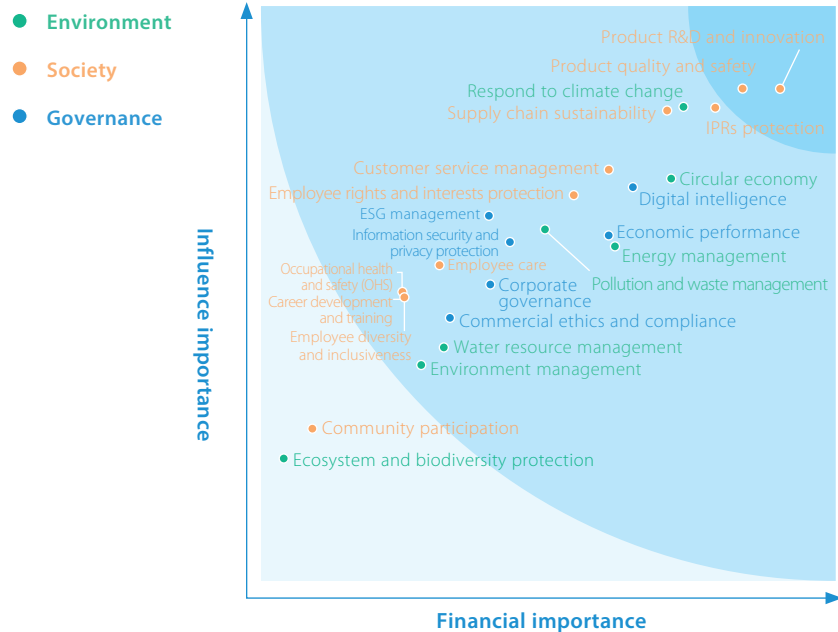 Environment
Society
Governance
Influence importance
Product R&D and innovation
Product quality and safety
Respond to climate change
Supply chain sustainability
IPRs protection
Customer service management
Circular economy
Employee rights and interests protection
Digital intelligence
ESG management
Economic performance
Information security and
privacy protection
Energy management
Employee care
Occupational health
and safety (OHS)
Pollution and waste management
Corporate
governance
Career development
and training
Commercial ethics and compliance
Employee diversity
and inclusiveness
Water resource management
Environment management
Community participation
Ecosystem and biodiversity protection
Financial importance